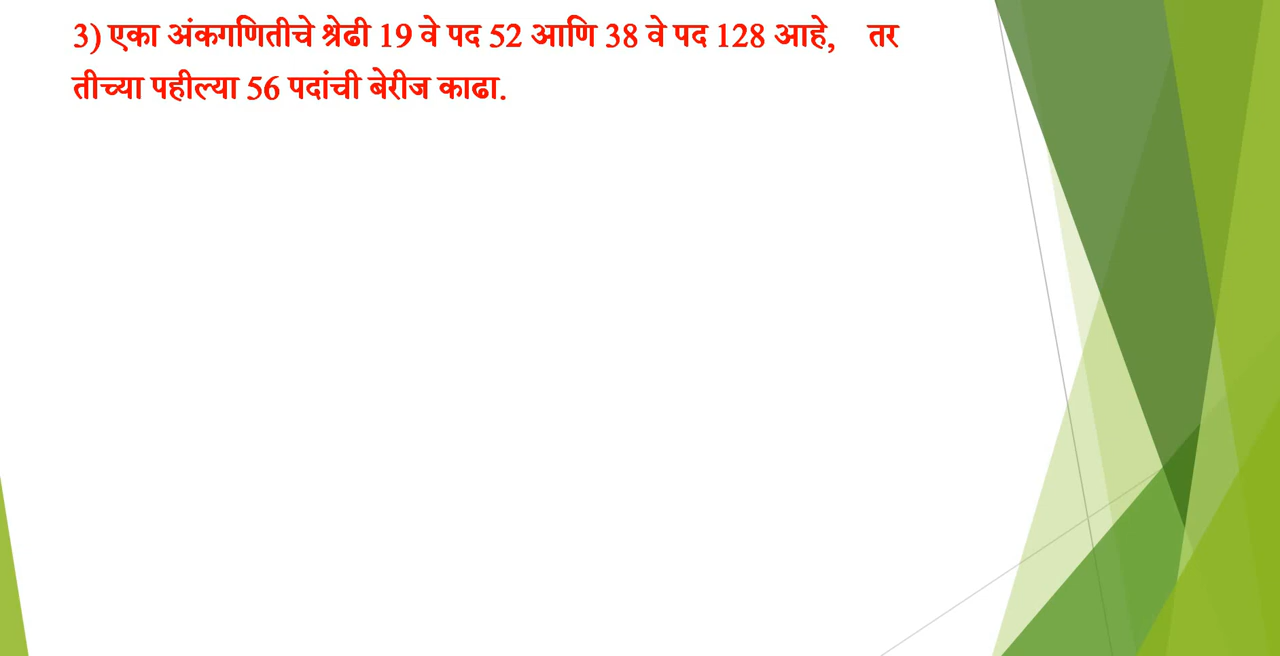 3) एका अंकगणितीचे श्रेढी 19 वे पद 52 आणि 38 वे पद 128 आहे, तर
तीच्या पहील्या 56 पदांची बेरीज काढा.